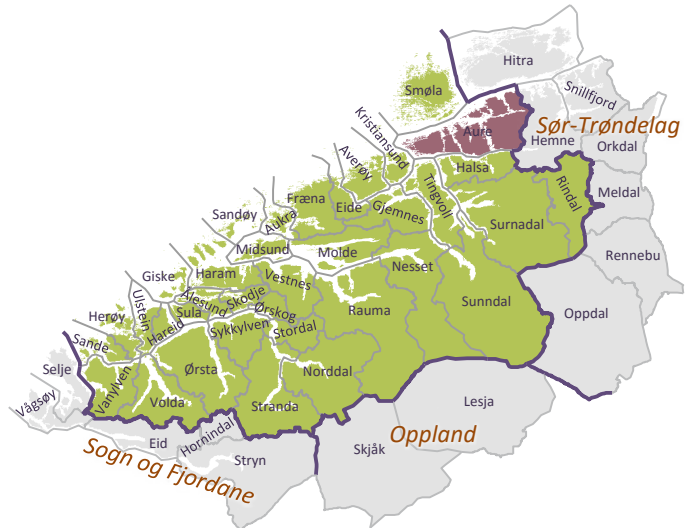 Hitra
Smøla
Snillfjord
Kristiansund
Aure
Sør-Trøndelag
Hemne
Orkdal
Averøy
Halsa
Tingvoll
Rindal
Meldal
Fræna
Eide
Gjemnes
Sandøy
Aukra
Surnadal
Midsund
Molde
Rennebu
Nesset
Giske
Haram
Vestnes
Sunndal
Ulstein
Ålesund
Skodje
Rauma
Oppdal
Herøy
Sula
Ørskog
Hareid
Sykkylven
Stordal
Sande
Selje
Ørsta
Norddal
Vanylven
Vågsøy
Volda
Stranda
Lesja
Oppland
Eid
Hornindal
Skjåk
Stryn
Sogn og Fjordane